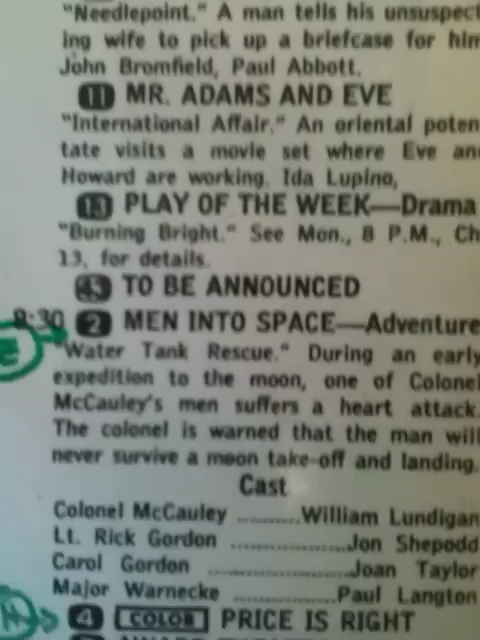 "Needlepoint." A man tells his unsuspect
ing wife to pick up a briefcase for him
John Bromfield, Paul Abbott.
11 MR. ADAMS AND EVE
"International Affair." An oriental poten
tate visits a movie set where Eve and
Howard are working. Ida Lupino,
13 PLAY OF THE WEEK—Drama
"Burning Bright." See Mon., 8 P.M., Ch
13, for details.
TO BE ANNOUNCED
8:30 2 MEN INTO SPACE—Adventure
"Water Tank Rescue." During an early
expedition to the moon, one of Colonel
McCauley's men suffers a heart attack.
The colonel is warned that the man will
never survive a moon take-off and landing.
Cast
Colonel McCauley ..........William Lundigan
Lt. Rick Gordon ..................Jon Shepodd
Carol Gordon .....................Joan Taylor
Major Warnecke ................Paul Langton
4 COLOR PRICE IS RIGHT